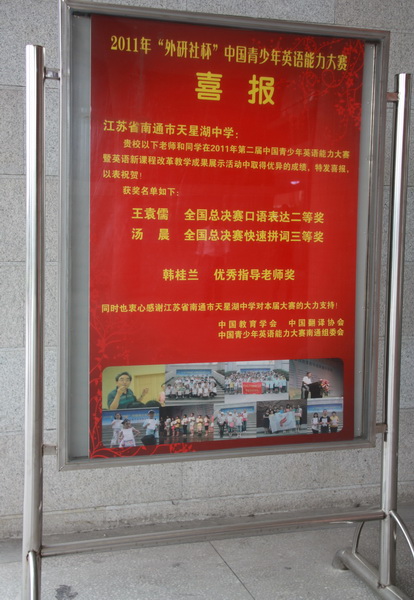 2011年“外研社杯”中国青少年英语能力大赛
喜报
江苏省南通市天星湖中学：
贵校以下老师和同学在2011年第二届中国青少年英语能力大赛
暨英语新课程改革教学成果展示活动中取得优异的成绩，特发喜报，
以表祝贺！
获奖名单如下：
王袁儒 全国总决赛口语表达二等奖
汤晨 全国总决赛快速拼词三等奖
韩桂兰 优秀指导老师奖
同时也衷心感谢江苏省南通市天星湖中学对本届大赛的大力支持！
中国教育学会 中国翻译协会
中国青少年英语能力大赛南通组委会